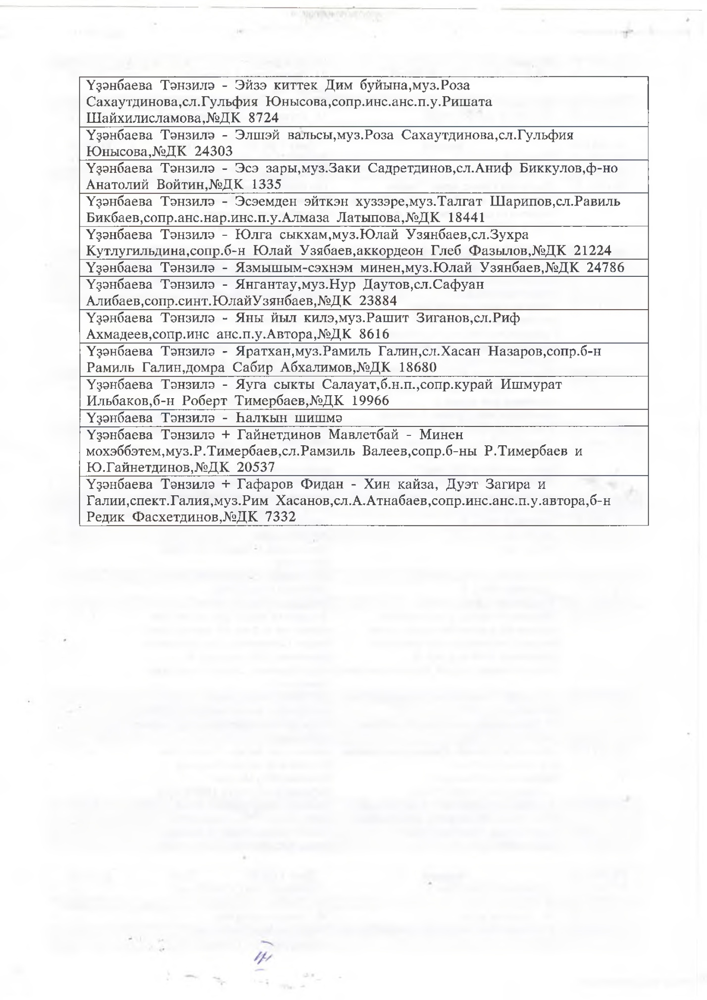 Үҙәнбаева Тәнзилә - Эйзэ киттек Дим буйына,муз.Роза
Сахаутдинова,сл.Гульфия Юнысова,сопр.инс.анс.п.у.Ришата
Шайхилисламова,№ДК 8724
Үҙәнбаева Тәнзилә - Элшэй вальсы,муз.Роза Сахаутдинова,сл.Гульфия
Юнысова,№ДК 24303
Үҙәнбаева Тәнзилә - Эсэ зары,муз.Заки Садретдинов,сл.Аниф Биккулов,ф-но
Анатолий Войтин,№ДК 1335
Үҙәнбаева Тәнзилә - Эсэемден эйткэн хуззэре,муз.Талгат Шарипов,сл.Равиль
Бикбаев,сопр.анс.нар.инс.п.у.Алмаза Латыпова,№ДК 18441
Үҙәнбаева Тәнзилә - Юлга сыкхам,муз.Юлай Узянбаев,сл.Зухра
Кутлугильдина,сопр.б-н Юлай Узябаев,аккордеон Глеб Фазылов,№ДК 21224
Үҙәнбаева Тәнзилә - Язмышым-сэхнэм минен,муз.Юлай Узянбаев,№ДК 24786
Үҙәнбаева Тәнзилә - Янгантау,муз.Нур Даутов,сл.Сафуан
Алибаев,сопр.синт.ЮлайУзянбаев,№ДК 23884
Үҙәнбаева Тәнзилә - Яны йыл килэ,муз.Рашит Зиганов,сл.Риф
Ахмадеев,сопр.инс анс.п.у.Автора,№ДК 8616
Үҙәнбаева Тәнзилә - Яратхан,муз.Рамиль Галин,сл.Хасан Назаров,сопр.б-н
Рамиль Галин,домра Сабир Абхалимов,№ДК 18680
Үҙәнбаева Тәнзилә - Яуга сыкты Салауат,б.н.п.,сопр.курай Ишмурат
Ильбаков,б-н Роберт Тимербаев,№ДК 19966
Үҙәнбаева Тәнзилә - Һалҡын шишмә
Үҙәнбаева Тәнзилә + Гайнетдинов Мавлетбай - Минен
мохэббэтем,муз.Р.Тимербаев,сл.Рамзиль Валеев,сопр.б-ны Р.Тимербаев и
Ю.Гайнетдинов,№ДК 20537
Үҙәнбаева Тәнзилә + Гафаров Фидан - Хин кайза, Дуэт Загира и
Галии,спект.Галия,муз.Рим Хасанов,сл.А.Атнабаев,сопр.инс.анс.п.у.автора,б-н
Редик Фасхетдинов,№ДК 7332